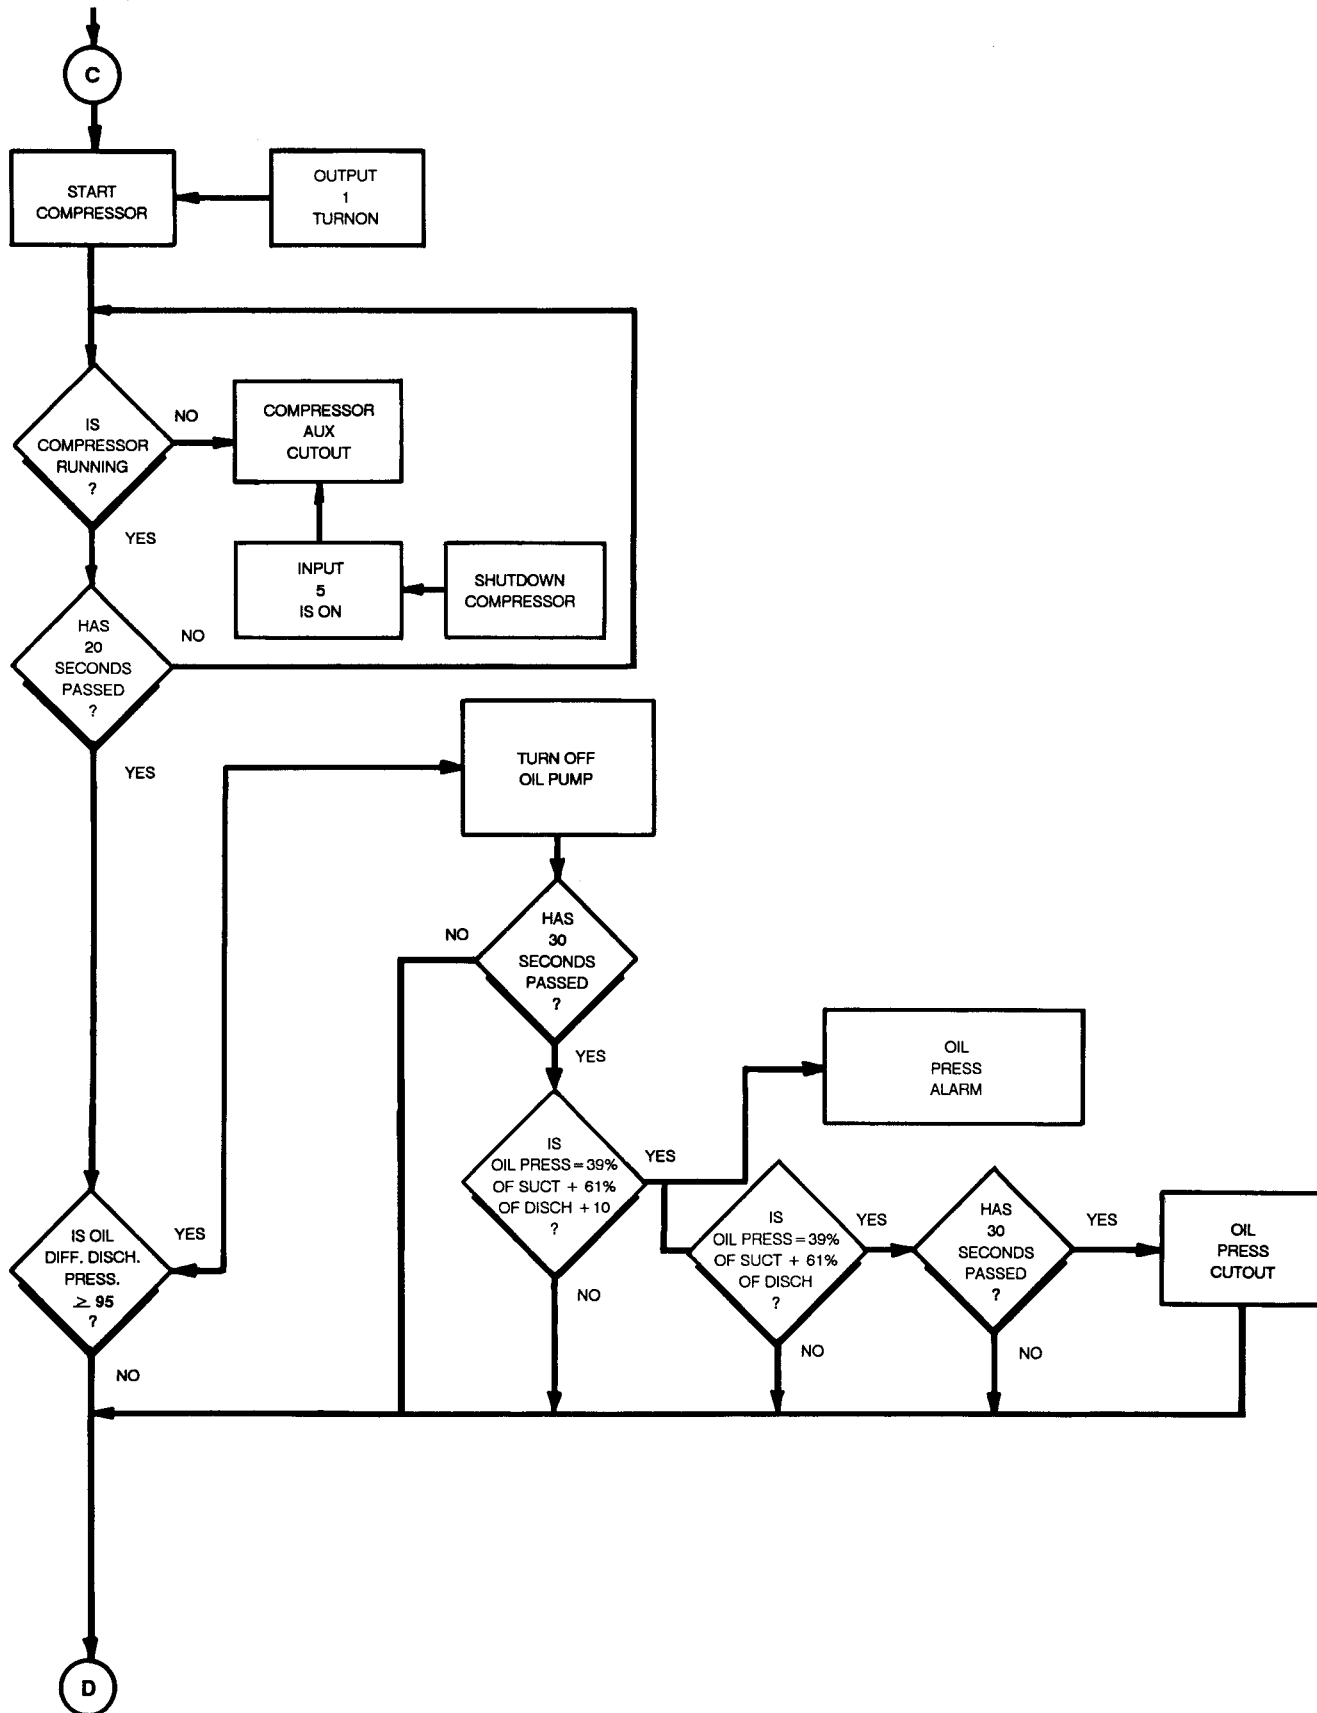 C
START
COMPRESSOR
OUTPUT
1
TURNON
IS
COMPRESSOR
RUNNING
?
NO
YES
COMPRESSOR
AUX
CUTOUT
INPUT
5
IS ON
SHUTDOWN
COMPRESSOR
HAS
20
SECONDS
PASSED
?
NO
YES
TURN OFF
OIL PUMP
HAS
30
SECONDS
PASSED
?
NO
YES
OIL
PRESS
ALARM
IS
OIL PRESS = 39%
OF SUCT + 61%
OF DISCH + 10
?
YES
NO
IS
OIL PRESS = 39%
OF SUCT + 61%
OF DISCH
?
YES
NO
HAS
30
SECONDS
PASSED
?
YES
NO
OIL
PRESS
CUTOUT
IS OIL
DIFF. DISCH.
PRESS.
≥ 95
?
YES
NO
D